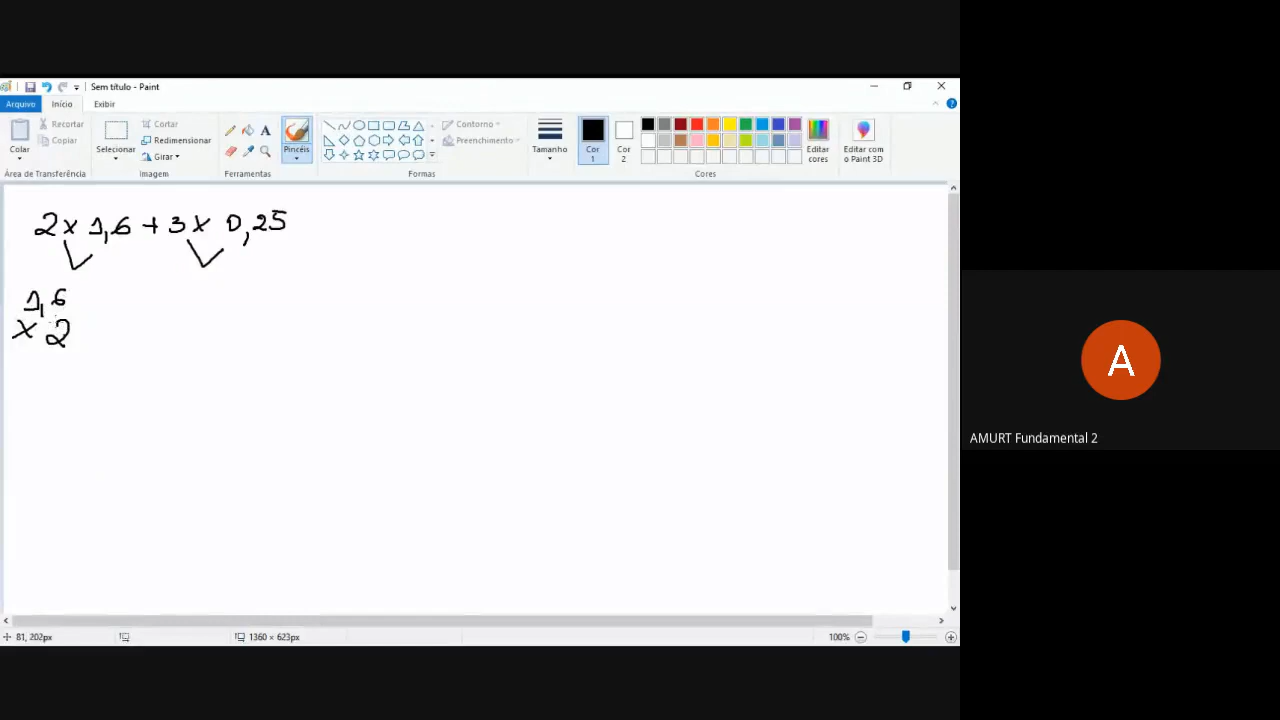 Sem título - Paint
Arquivo Início Exibir
Colar Recortar Copiar
Selecionar Cortar Redimensionar Girar
Pincéis
Contorno
Preenchimento
Tamanho Cor 1 Cor 2 Editar cores Editar com o Paint 3D
Área de Transferência Imagem Ferramentas Formas Cores
2 x 1,6 + 3 x 0,25
1,6
x 2
AMURT Fundamental 2
A
81, 202px 1360 × 623px 100%